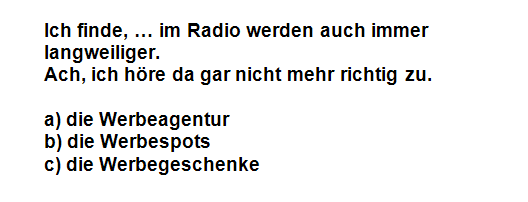 Ich finde, … im Radio werden auch immer
langweiliger.
Ach, ich höre da gar nicht mehr richtig zu.
a) die Werbeagentur
b) die Werbespots
c) die Werbegeschenke